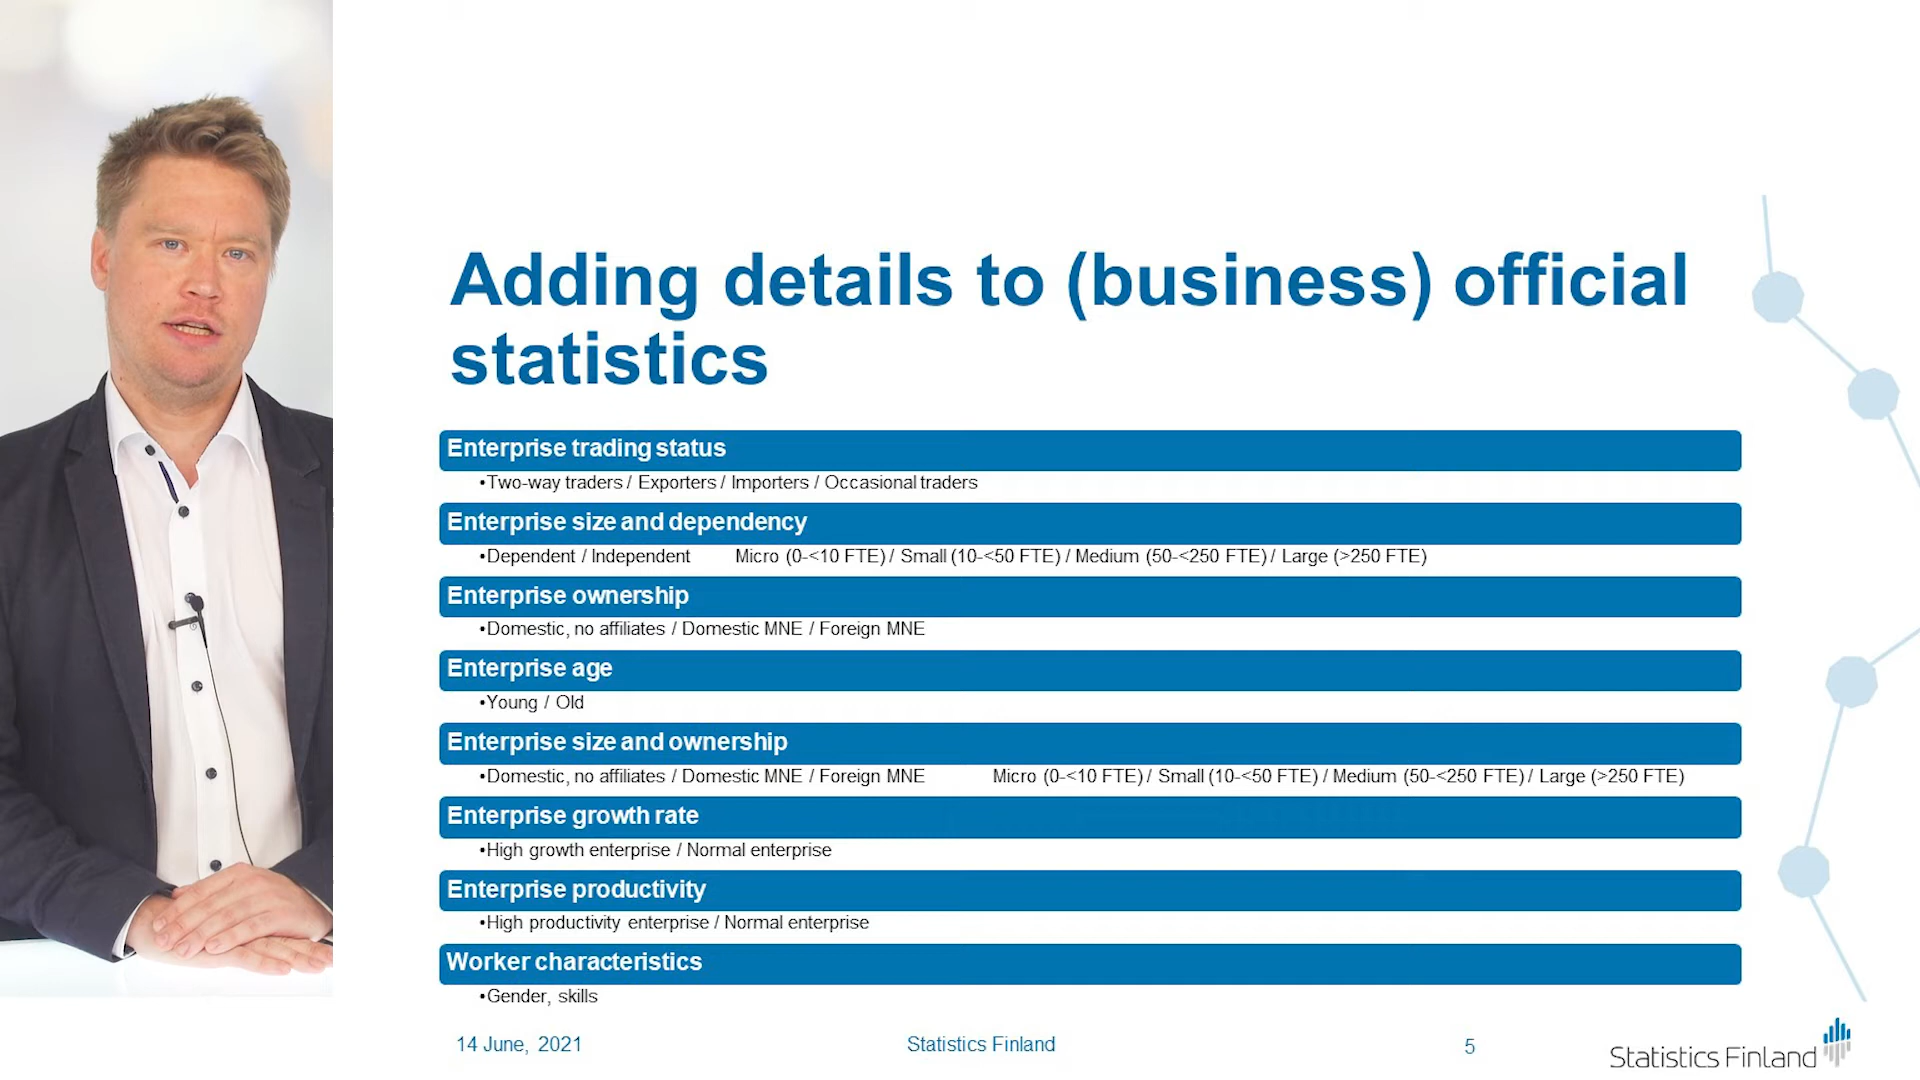 Adding details to (business) official
statistics
Enterprise trading status
•Two-way traders / Exporters / Importers / Occasional traders
Enterprise size and dependency
•Dependent / Independent Micro (0-<10 FTE) / Small (10-<50 FTE) / Medium (50-<250 FTE) / Large (>250 FTE)
Enterprise ownership
•Domestic, no affiliates / Domestic MNE / Foreign MNE
Enterprise age
•Young / Old
Enterprise size and ownership
•Domestic, no affiliates / Domestic MNE / Foreign MNE Micro (0-<10 FTE) / Small (10-<50 FTE) / Medium (50-<250 FTE) / Large (>250 FTE)
Enterprise growth rate
•High growth enterprise / Normal enterprise
Enterprise productivity
•High productivity enterprise / Normal enterprise
Worker characteristics
•Gender, skills
14 June, 2021
Statistics Finland
5
Statistics Finland